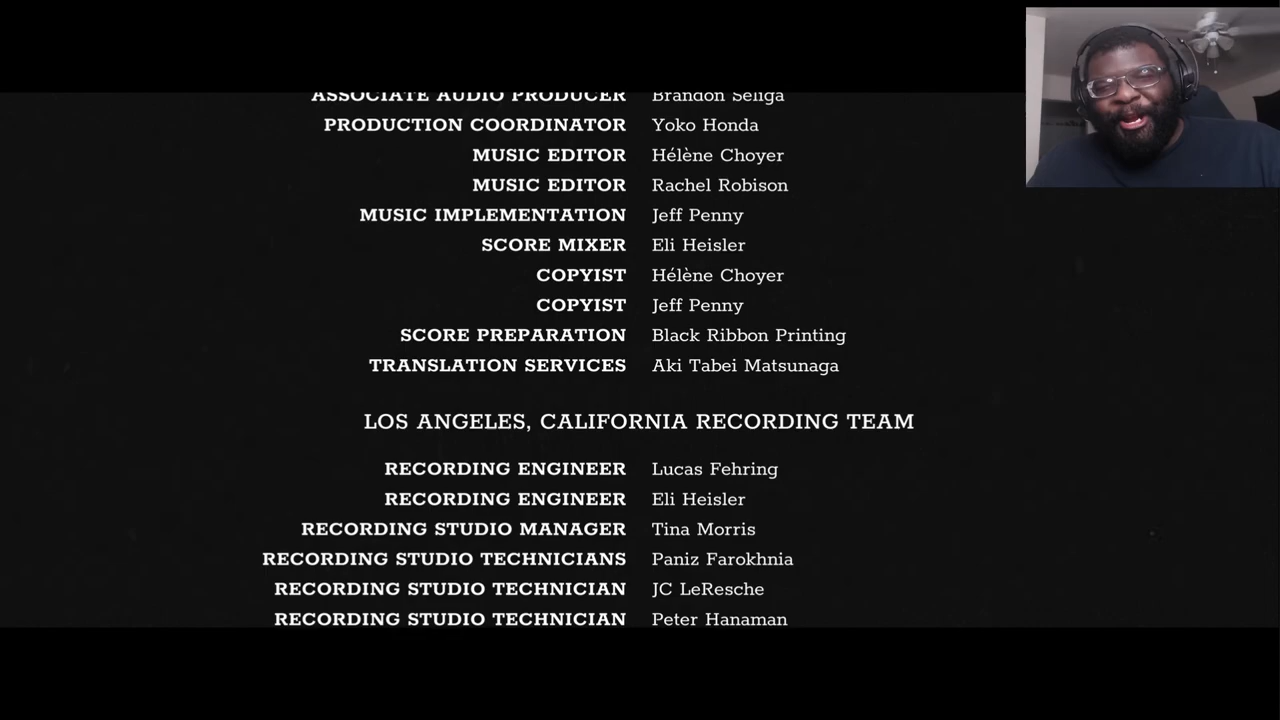 ASSOCIATE AUDIO PRODUCER Brandon Seliga
PRODUCTION COORDINATOR Yoko Honda
MUSIC EDITOR Hélène Choyer
MUSIC EDITOR Rachel Robison
MUSIC IMPLEMENTATION Jeff Penny
SCORE MIXER Eli Heisler
COPYIST Hélène Choyer
COPYIST Jeff Penny
SCORE PREPARATION Black Ribbon Printing
TRANSLATION SERVICES Aki Tabei Matsunaga
LOS ANGELES, CALIFORNIA RECORDING TEAM
RECORDING ENGINEER Lucas Fehring
RECORDING ENGINEER Eli Heisler
RECORDING STUDIO MANAGER Tina Morris
RECORDING STUDIO TECHNICIANS Paniz Farokhnia
RECORDING STUDIO TECHNICIAN JC LeResche
RECORDING STUDIO TECHNICIAN Peter Hanaman